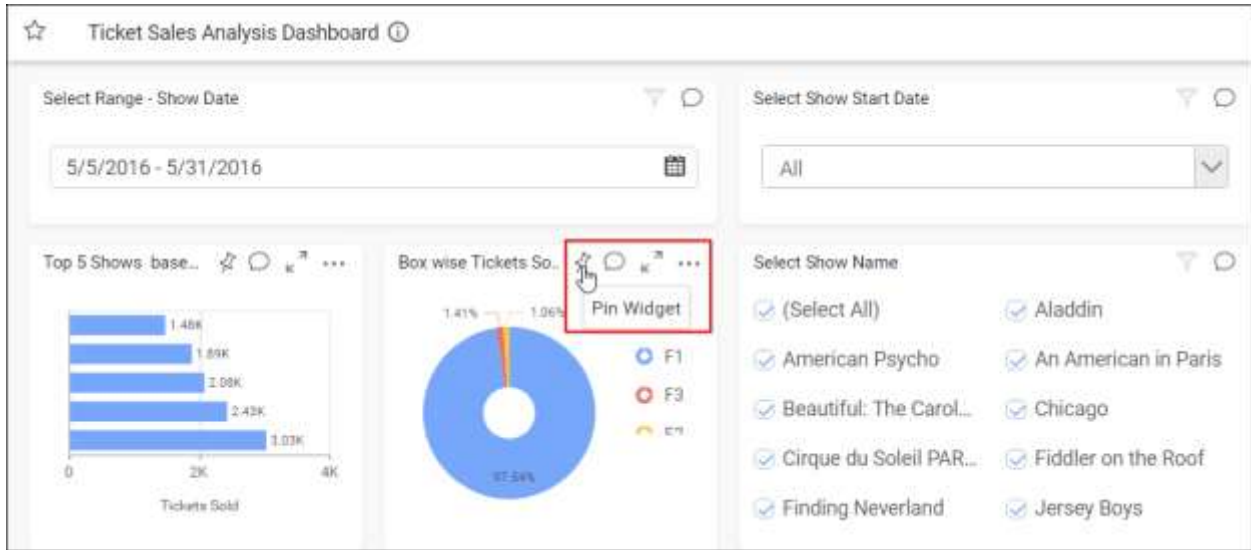 Ticket Sales Analysis Dashboard
Select Range - Show Date
Select Show Start Date
5/5/2016 - 5/31/2016
All
Top 5 Shows base...
Box wise Tickets So..
Select Show Name
Pin Widget
1.48K
1.89K
2.08K
2.43K
3.03K
0
2K
4K
Tickets Sold
1.41%
1.06%
F1
F3
(Select All)
Aladdin
American Psycho
An American in Paris
Beautiful: The Carol...
Chicago
Cirque du Soleil PAR...
Fiddler on the Roof
Finding Neverland
Jersey Boys